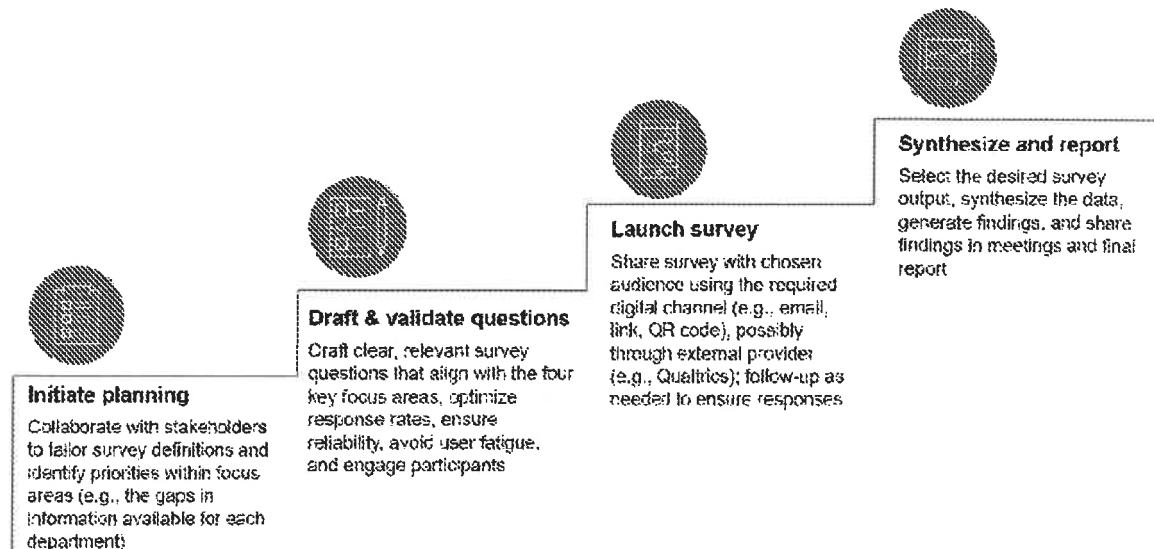 Initiate planning
Collaborate with stakeholders
to tailor survey definitions and
identify priorities within focus
areas (e.g., the gaps in
information available for each
department)
Draft & validate questions
Craft clear, relevant survey
questions that align with the four
key focus areas, optimize
response rates, ensure
reliability, avoid user fatigue,
and engage participants
Launch survey
Share survey with chosen
audience using the required
digital channel (e.g., email,
link, QR code), possibly
through external provider
(e.g., Qualtrics); follow-up as
needed to ensure responses
Synthesize and report
Select the desired survey
output, synthesize the data,
generate findings, and share
findings in meetings and final
report